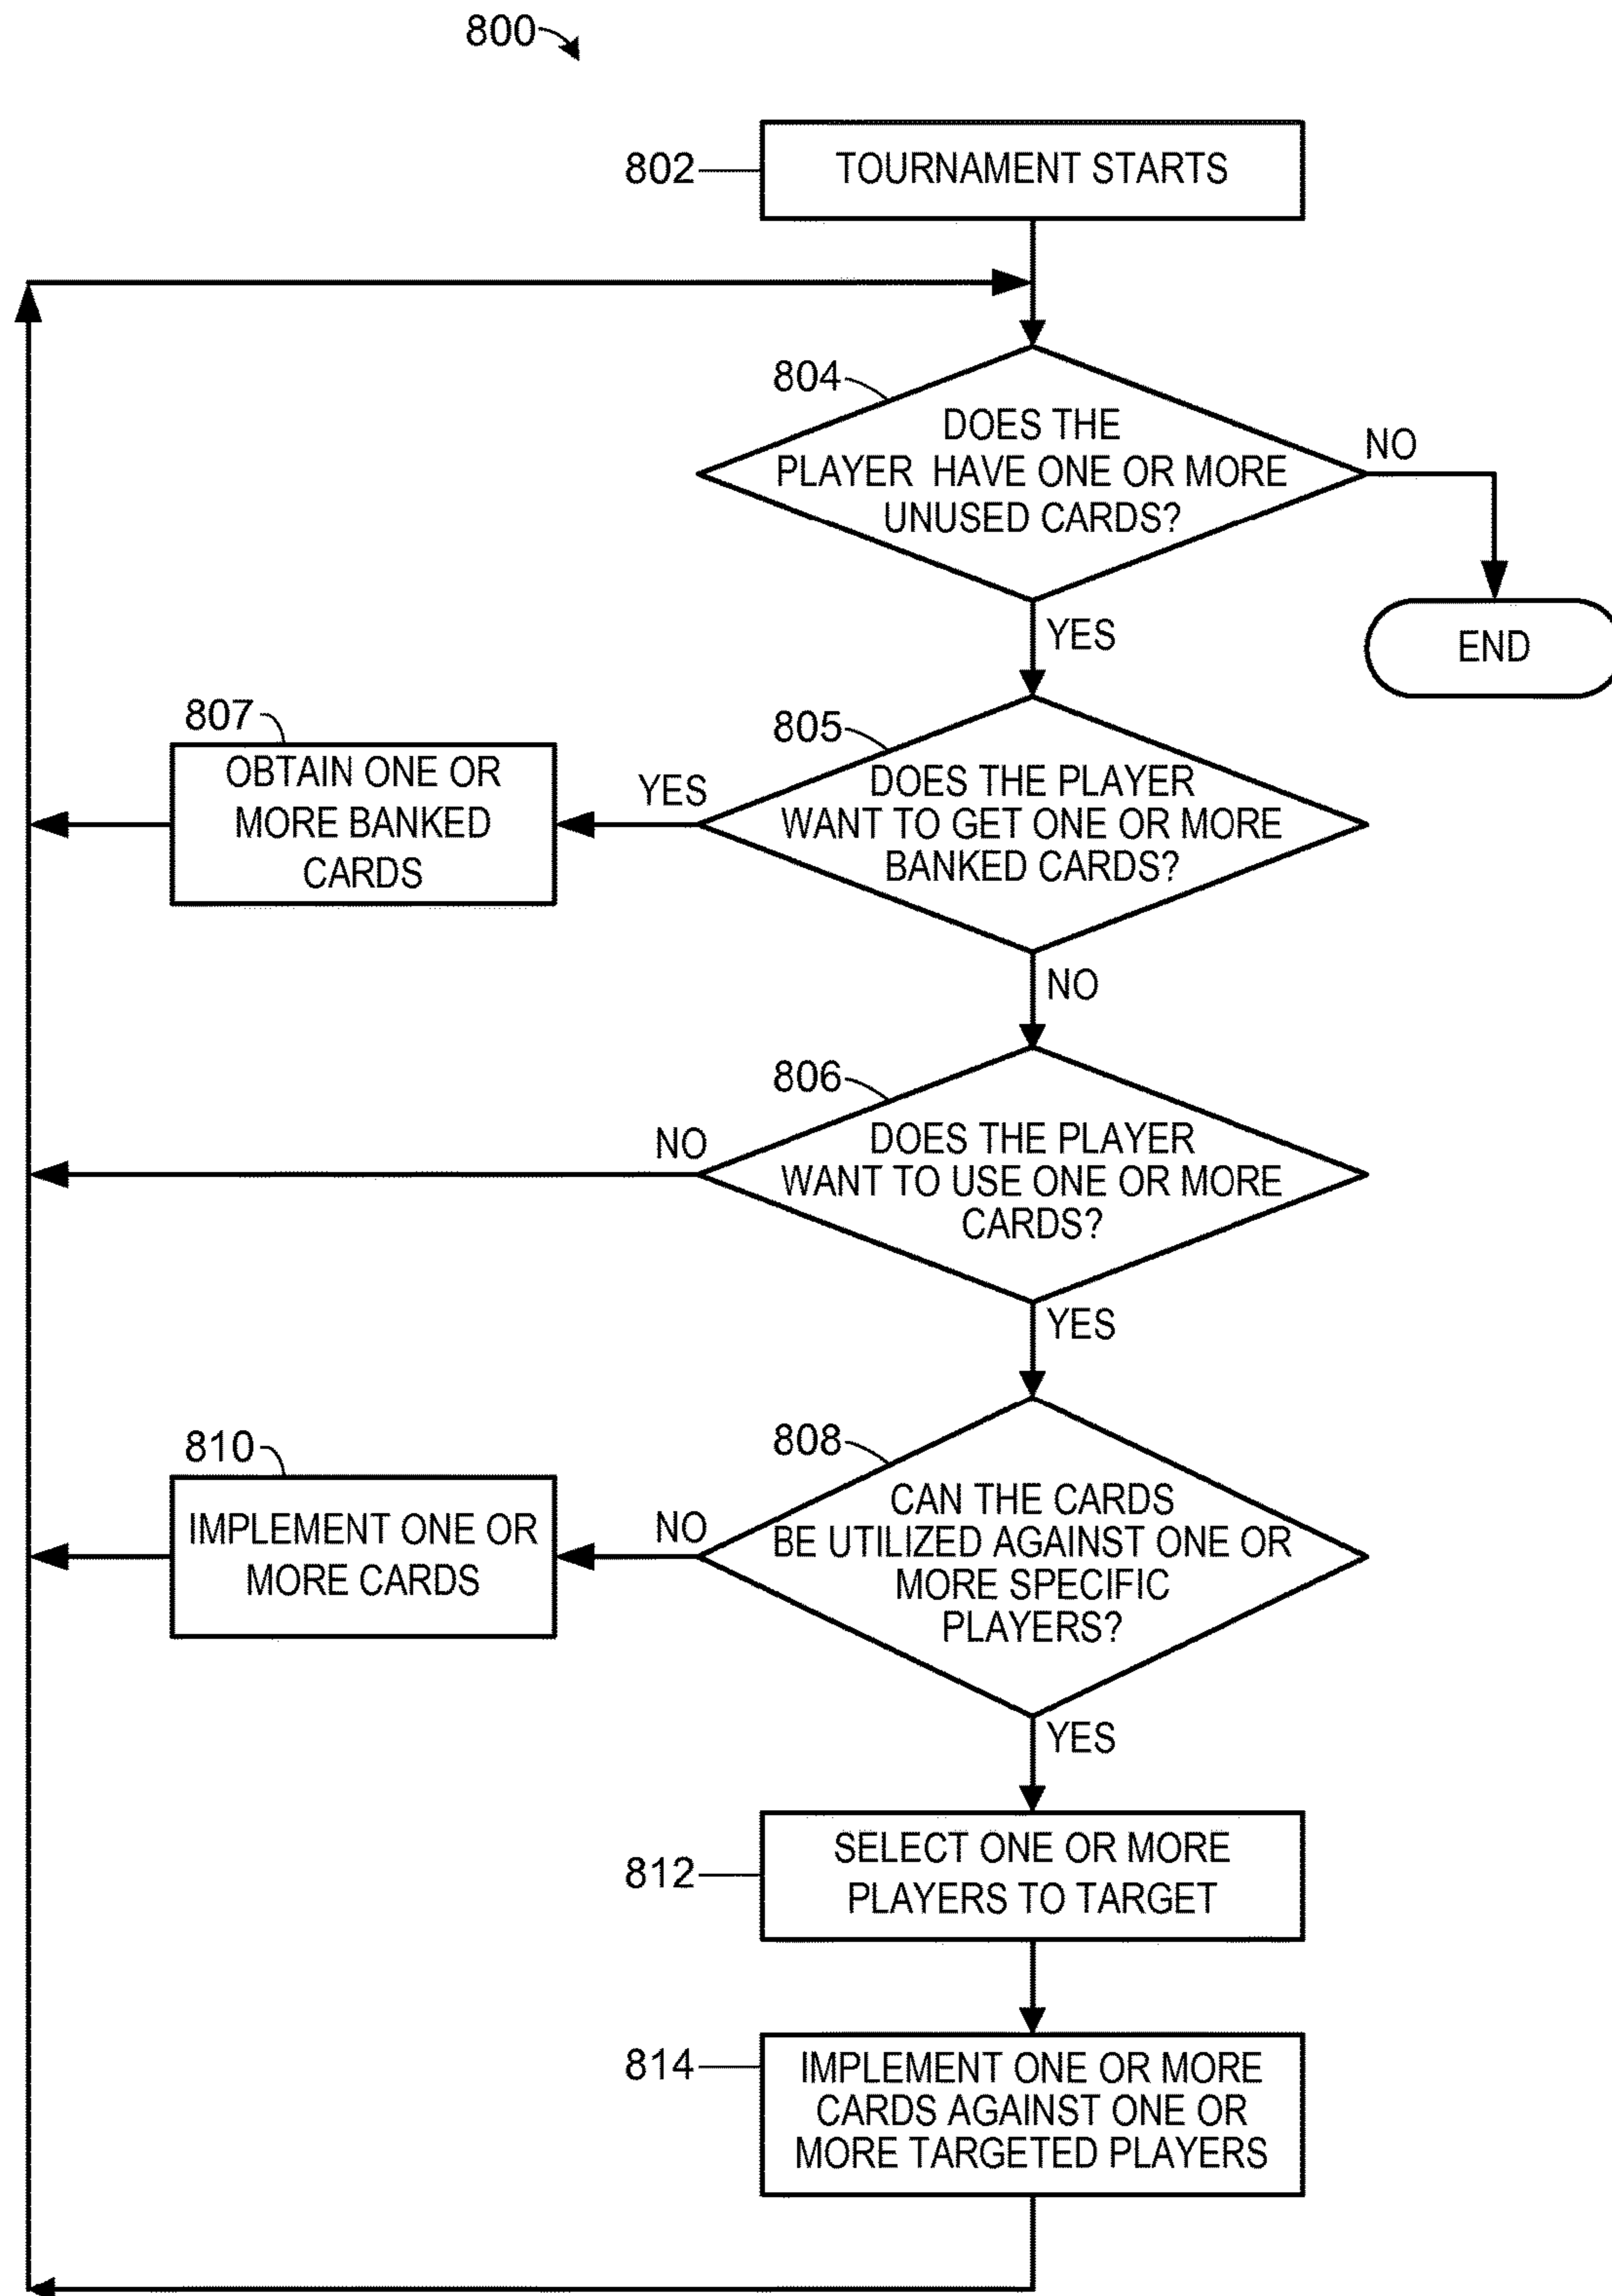 800
802
TOURNAMENT STARTS
804
DOES THE
PLAYER HAVE ONE OR MORE
UNUSED CARDS?
NO
END
YES
805
DOES THE PLAYER
WANT TO GET ONE OR MORE
BANKED CARDS?
YES
807
OBTAIN ONE OR
MORE BANKED
CARDS
NO
806
DOES THE PLAYER
WANT TO USE ONE OR MORE
CARDS?
NO
YES
808
CAN THE CARDS
BE UTILIZED AGAINST ONE OR
MORE SPECIFIC
PLAYERS?
NO
810
IMPLEMENT ONE OR
MORE CARDS
YES
812
SELECT ONE OR MORE
PLAYERS TO TARGET
814
IMPLEMENT ONE OR MORE
CARDS AGAINST ONE OR
MORE TARGETED PLAYERS